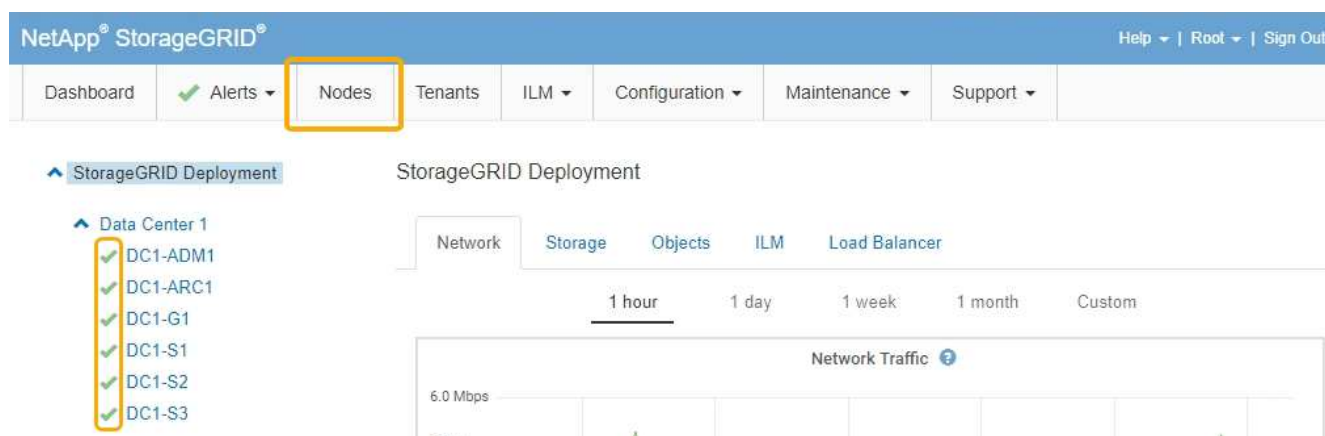 NetApp® StorageGRID®
Help | Root | Sign Out
Dashboard Alerts Nodes Tenants ILM Configuration Maintenance Support
StorageGRID Deployment
StorageGRID Deployment
Data Center 1
DC1-ADM1
DC1-ARC1
DC1-G1
DC1-S1
DC1-S2
DC1-S3
Network Storage Objects ILM Load Balancer
1 hour 1 day 1 week 1 month Custom
Network Traffic ?
6.0 Mbps